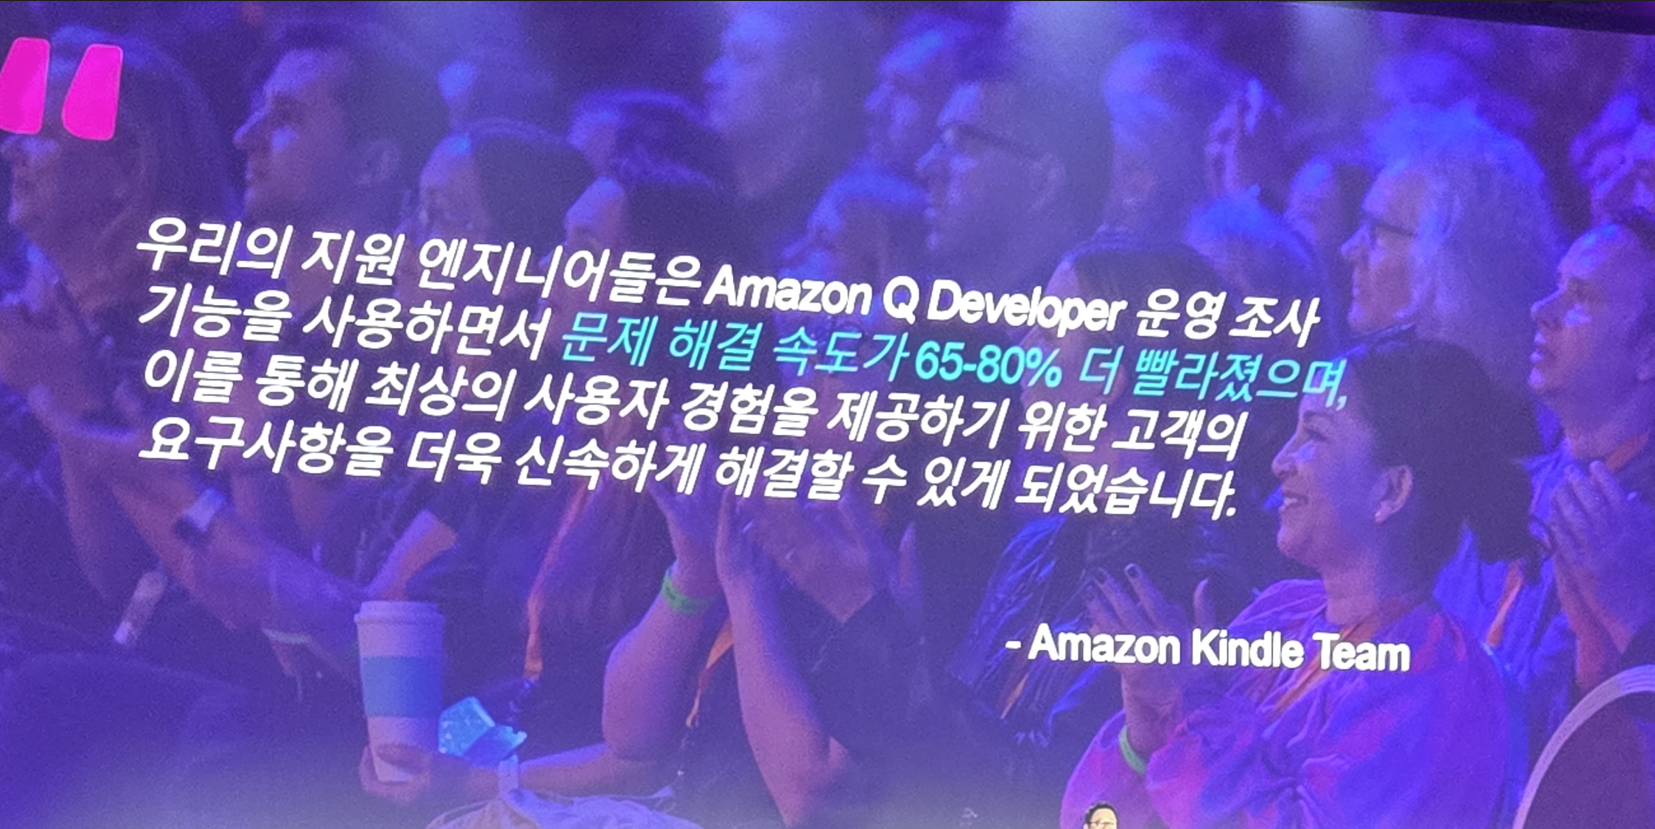 우리의 지원 엔지니어들은 Amazon Q Developer 운영 조사
기능을 사용하면서 문제 해결 속도가 65-80% 더 빨라졌으며,
이를 통해 최상의 사용자 경험을 제공하기 위한 고객의
요구사항을 더욱 신속하게 해결할 수 있게 되었습니다.
- Amazon Kindle Team